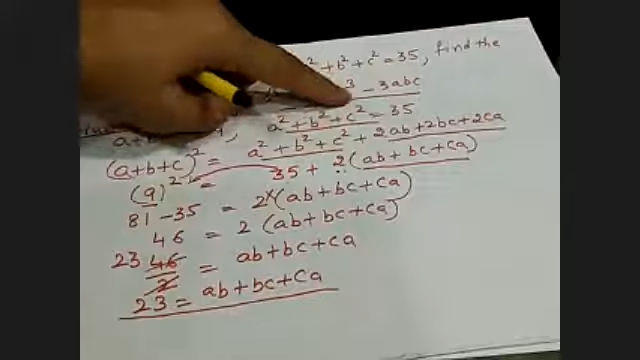 ² + b² + c² = 35, find the
³ - 3abc
a² + b² + c² = 35
(a+b+c)² = a² + b² + c² + 2ab + 2bc + 2ca
(9)² = 35 + 2(ab + bc + ca)
81 - 35 = 2×(ab + bc + ca)
46 = 2 (ab + bc + ca)
23 46/2 = ab + bc + ca
23 = ab + bc + ca